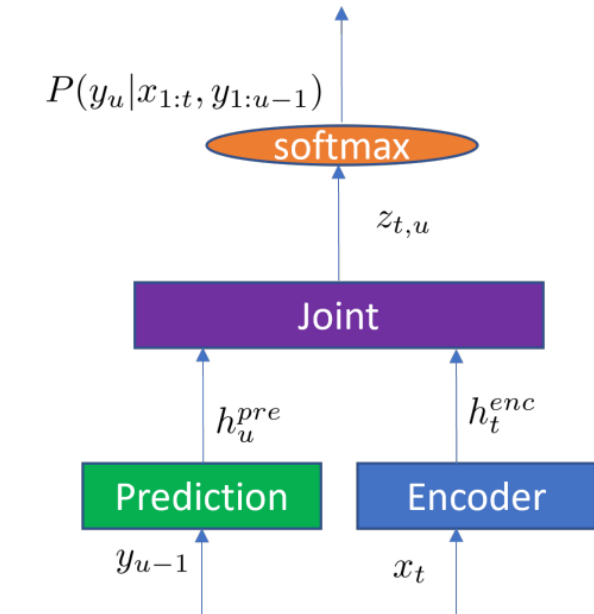 P(y_u|x_{1:t}, y_{1:u-1})
softmax
z_{t,u}
Joint
h_u^{pre} h_t^{enc}
Prediction Encoder
y_{u-1} x_t